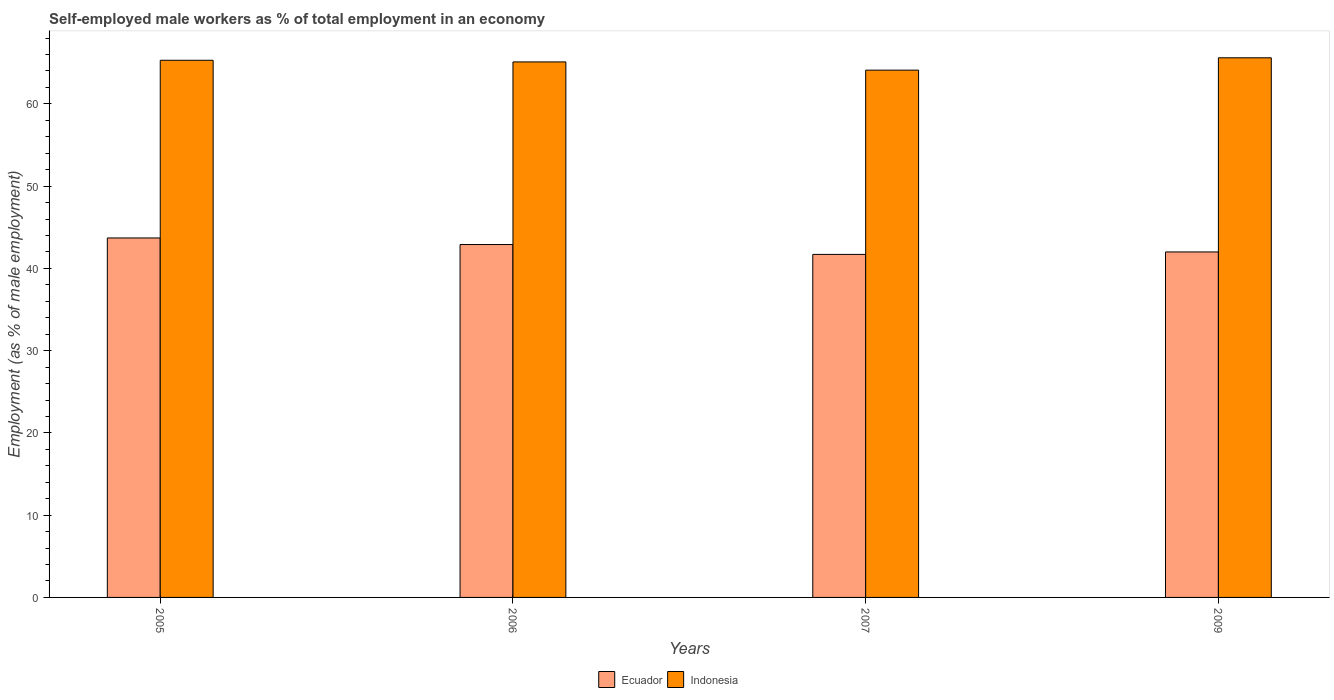 Self-employed male workers as % of total employment in an economy
Employment (as % of male employment)
60
50
40
30
20
10
0
2005
2006
2007
2009
Years
Ecuador
Indonesia